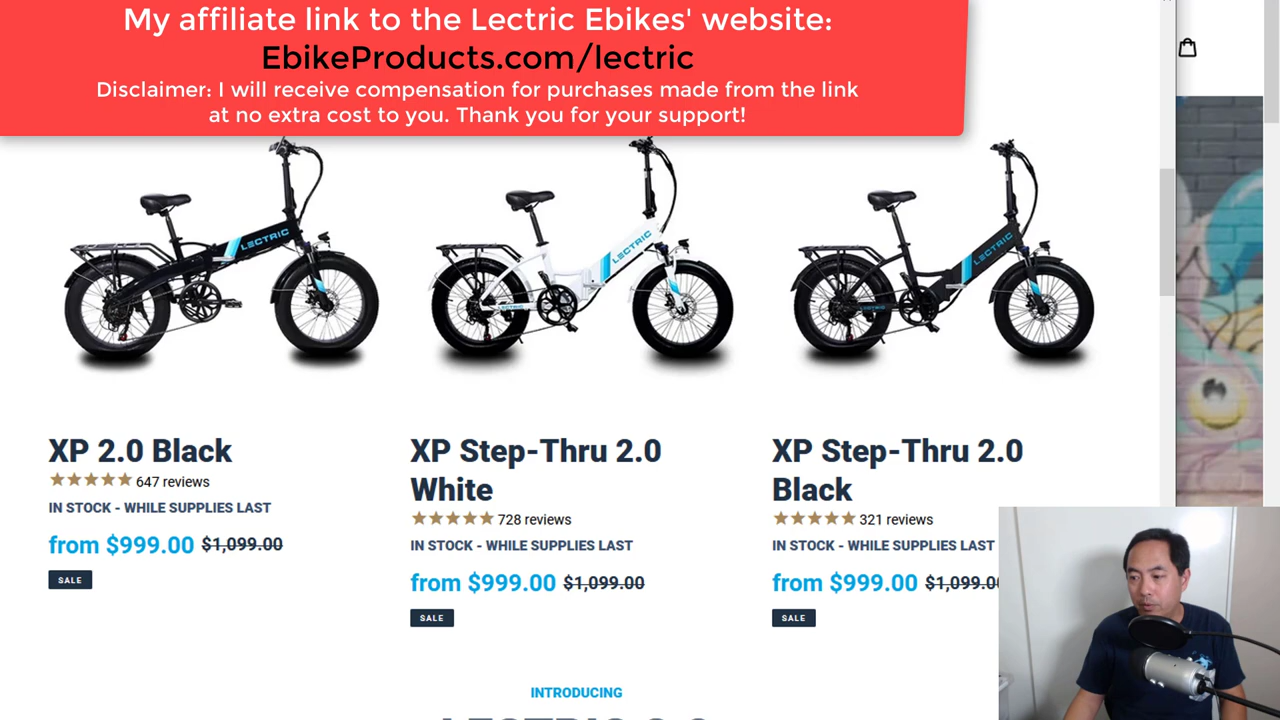 My affiliate link to the Lectric Ebikes' website:
EbikeProducts.com/lectric
Disclaimer: I will receive compensation for purchases made from the link
at no extra cost to you. Thank you for your support!
LECTRIC
LECTRIC
LECTRIC
XP 2.0 Black
647 reviews
IN STOCK - WHILE SUPPLIES LAST
from $999.00 $1,099.00
SALE
XP Step-Thru 2.0
White
728 reviews
IN STOCK - WHILE SUPPLIES LAST
from $999.00 $1,099.00
SALE
XP Step-Thru 2.0
Black
321 reviews
IN STOCK - WHILE SUPPLIES LAST
from $999.00 $1,099.0
SALE
INTRODUCING